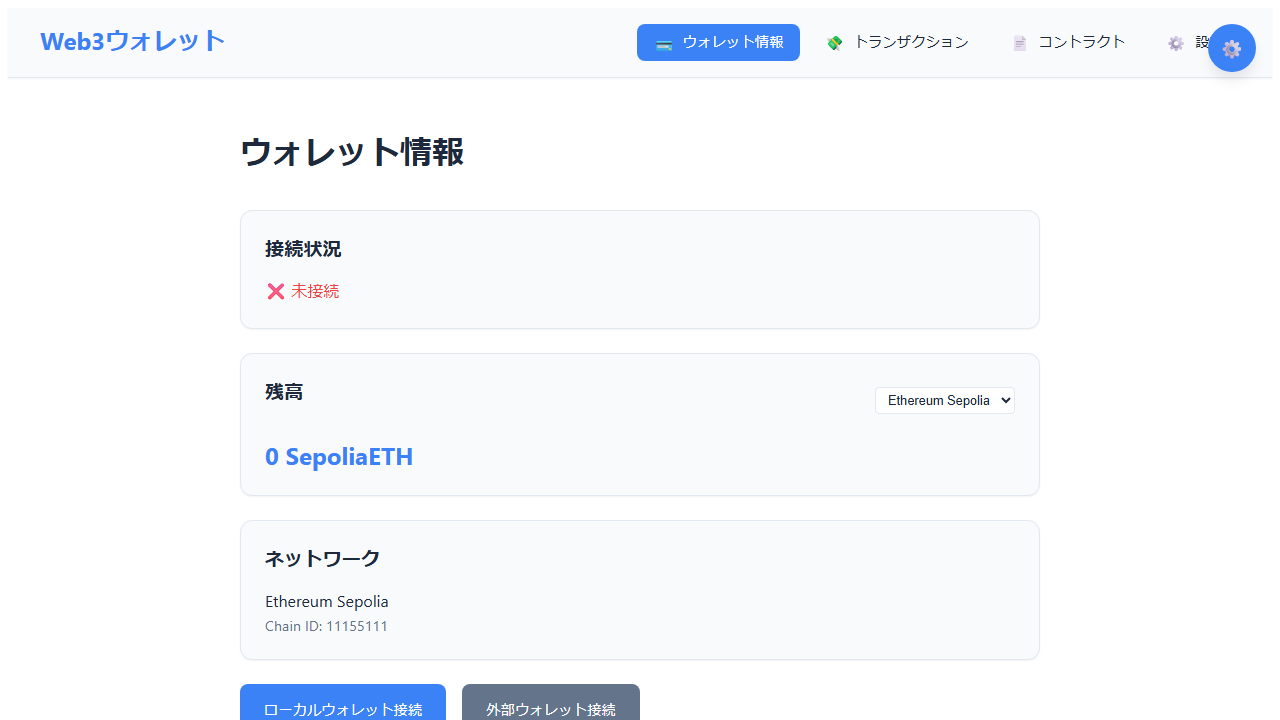 Web3ウォレット
ウォレット情報
トランザクション
コントラクト
設
ウォレット情報
接続状況
未接続
残高
Ethereum Sepolia
0 SepoliaETH
ネットワーク
Ethereum Sepolia
Chain ID: 11155111
ローカルウォレット接続
外部ウォレット接続